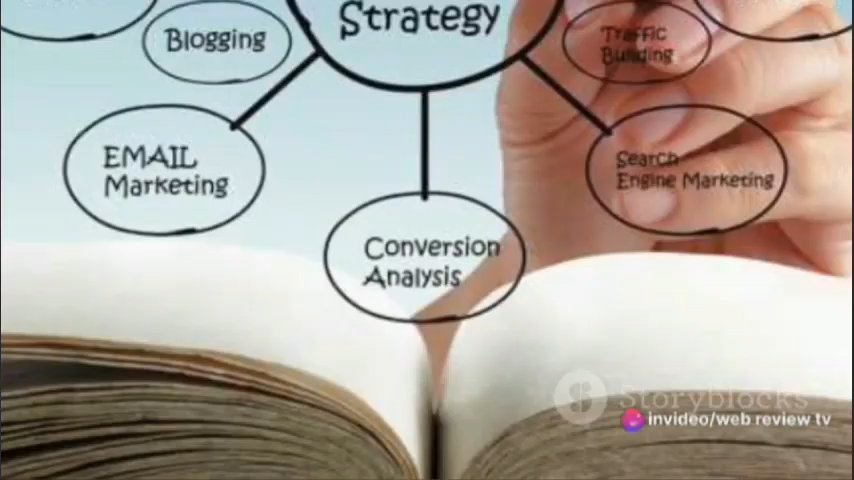 Strategy
Blogging
Traffic
Building
EMAIL
Marketing
Search
Engine Marketing
Conversion
Analysis
Storyblocks
invideo/web review tv